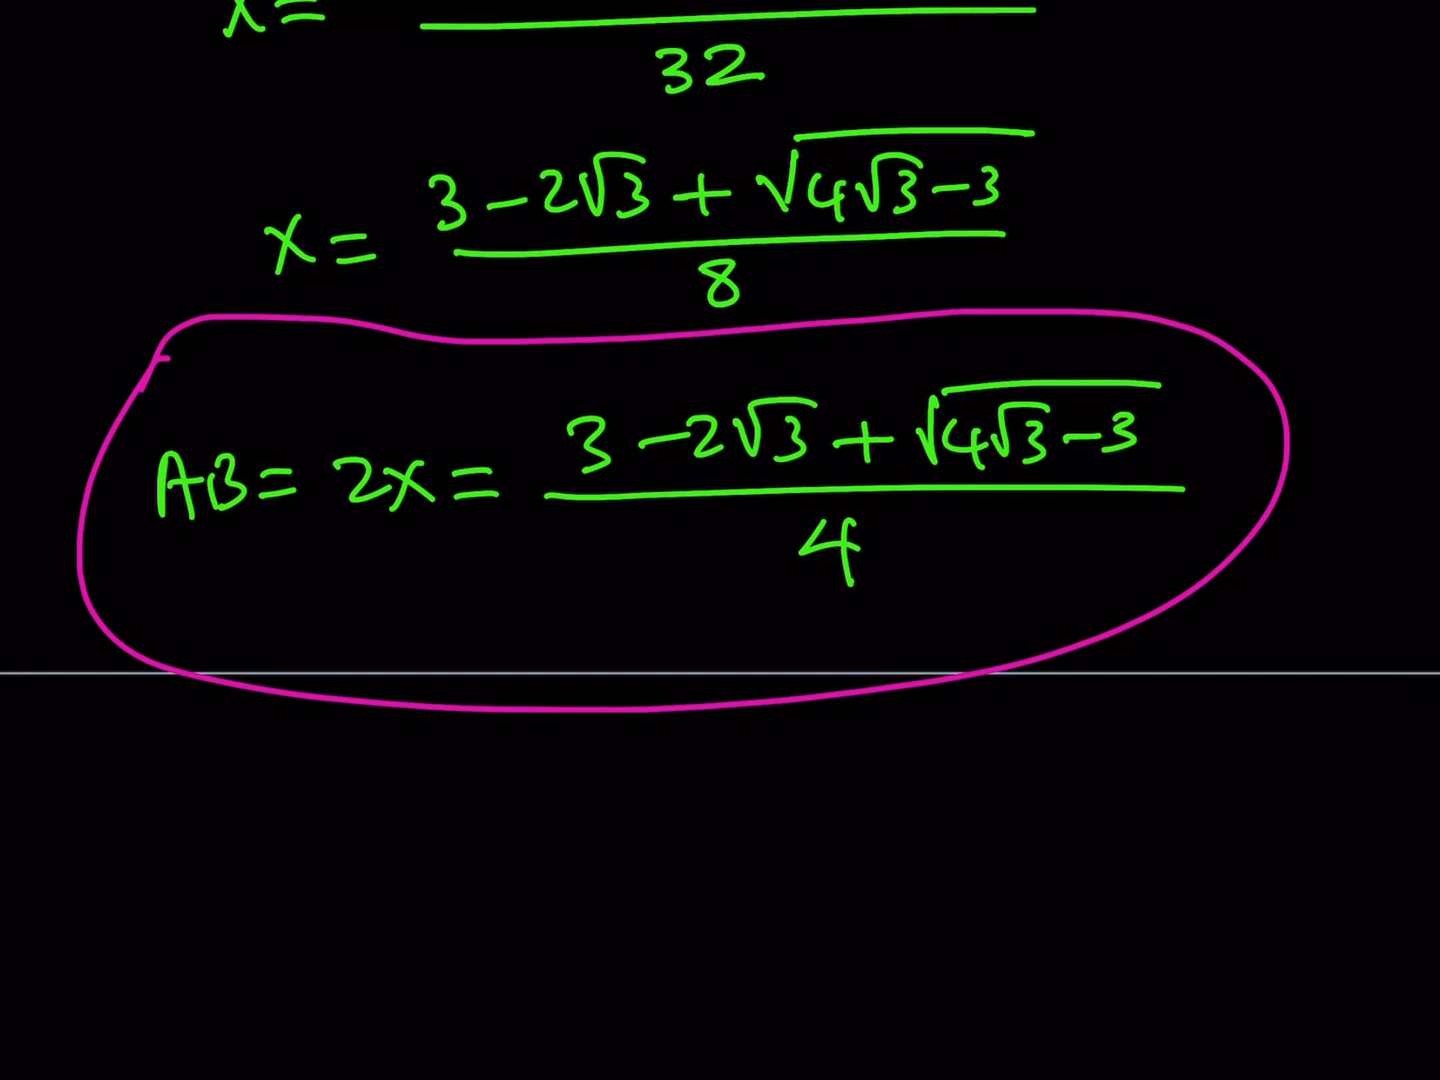 x =
32
x = 3 - 2√3 + √(4√3 - 3) / 8
AB = 2x = 3 - 2√3 + √(4√3 - 3) / 4